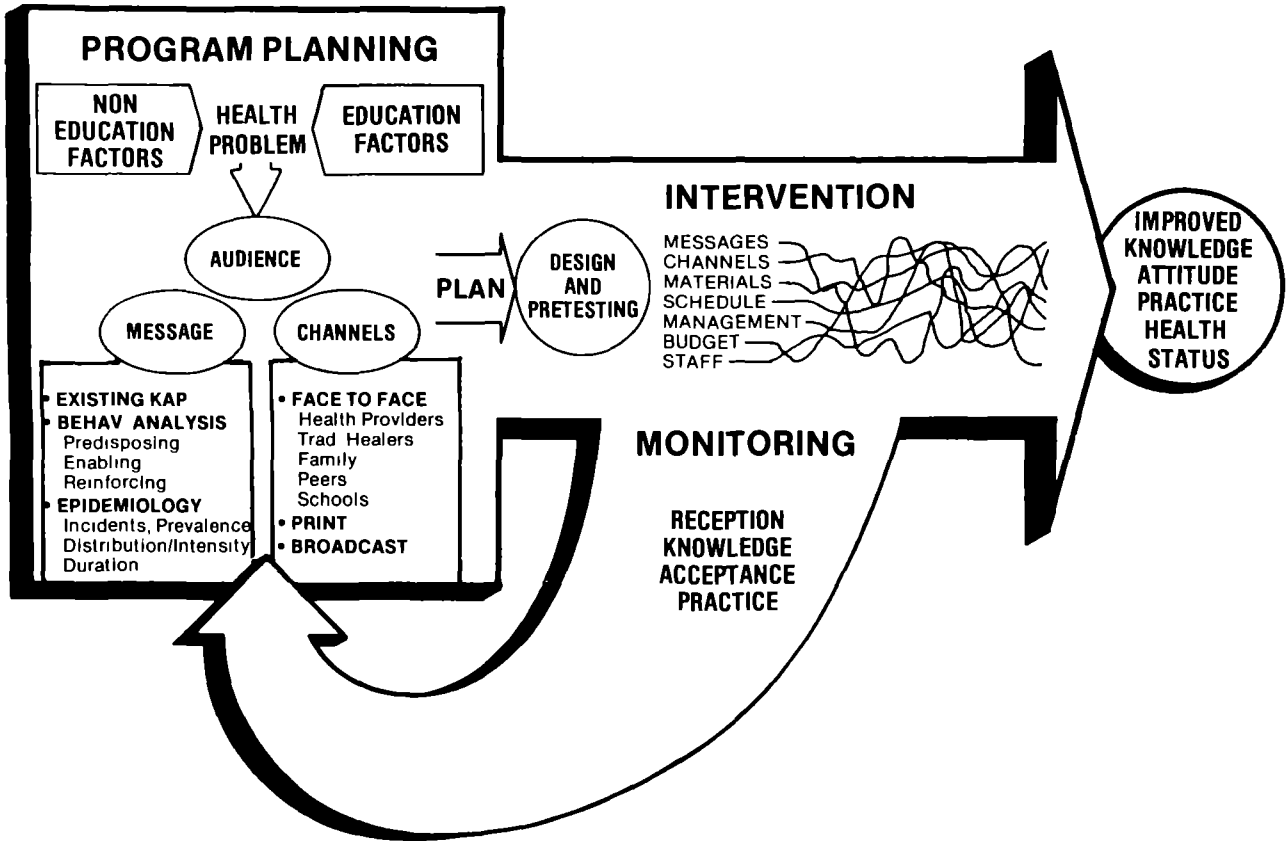 PROGRAM PLANNING
NON
EDUCATION
FACTORS
HEALTH
PROBLEM
EDUCATION
FACTORS
AUDIENCE
MESSAGE
CHANNELS
• EXISTING KAP
• BEHAV ANALYSIS
Predisposing
Enabling
Reinforcing
• EPIDEMIOLOGY
Incidents, Prevalence
Distribution/Intensity
Duration
• FACE TO FACE
Health Providers
Trad Healers
Family
Peers
Schools
• PRINT
• BROADCAST
PLAN
DESIGN
AND
PRETESTING
INTERVENTION
MESSAGES
CHANNELS
MATERIALS
SCHEDULE
MANAGEMENT
BUDGET
STAFF
IMPROVED
KNOWLEDGE
ATTITUDE
PRACTICE
HEALTH
STATUS
MONITORING
RECEPTION
KNOWLEDGE
ACCEPTANCE
PRACTICE